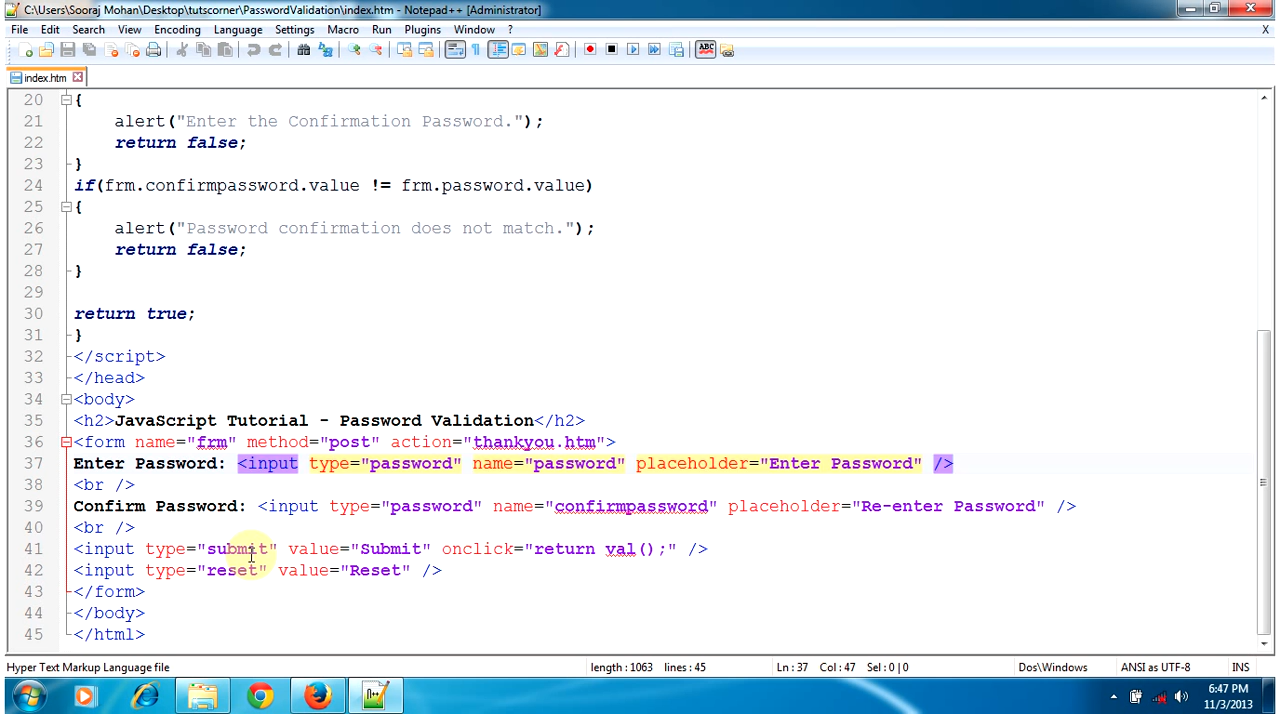 C:\Users\Sooraj Mohan\Desktop\tutscorner\PasswordValidation\index.htm - Notepad++ [Administrator]
File Edit Search View Encoding Language Settings Macro Run Plugins Window ? X
ABC
index.htm
20 {
21 alert("Enter the Confirmation Password.");
22 return false;
23 }
24 if(frm.confirmpassword.value != frm.password.value)
25 {
26 alert("Password confirmation does not match.");
27 return false;
28 }
29
30 return true;
31 }
32 </script>
33 </head>
34 <body>
35 <h2>JavaScript Tutorial - Password Validation</h2>
36 <form name="frm" method="post" action="thankyou.htm">
37 Enter Password: <input type="password" name="password" placeholder="Enter Password" />
38 <br />
39 Confirm Password: <input type="password" name="confirmpassword" placeholder="Re-enter Password" />
40 <br />
41 <input type="submit" value="Submit" onclick="return val();" />
42 <input type="reset" value="Reset" />
43 </form>
44 </body>
45 </html>
Hyper Text Markup Language file length : 1063 lines : 45 Ln : 37 Col : 47 Sel : 0 | 0 Dos\Windows ANSI as UTF-8 INS
6:47 PM
11/3/2013